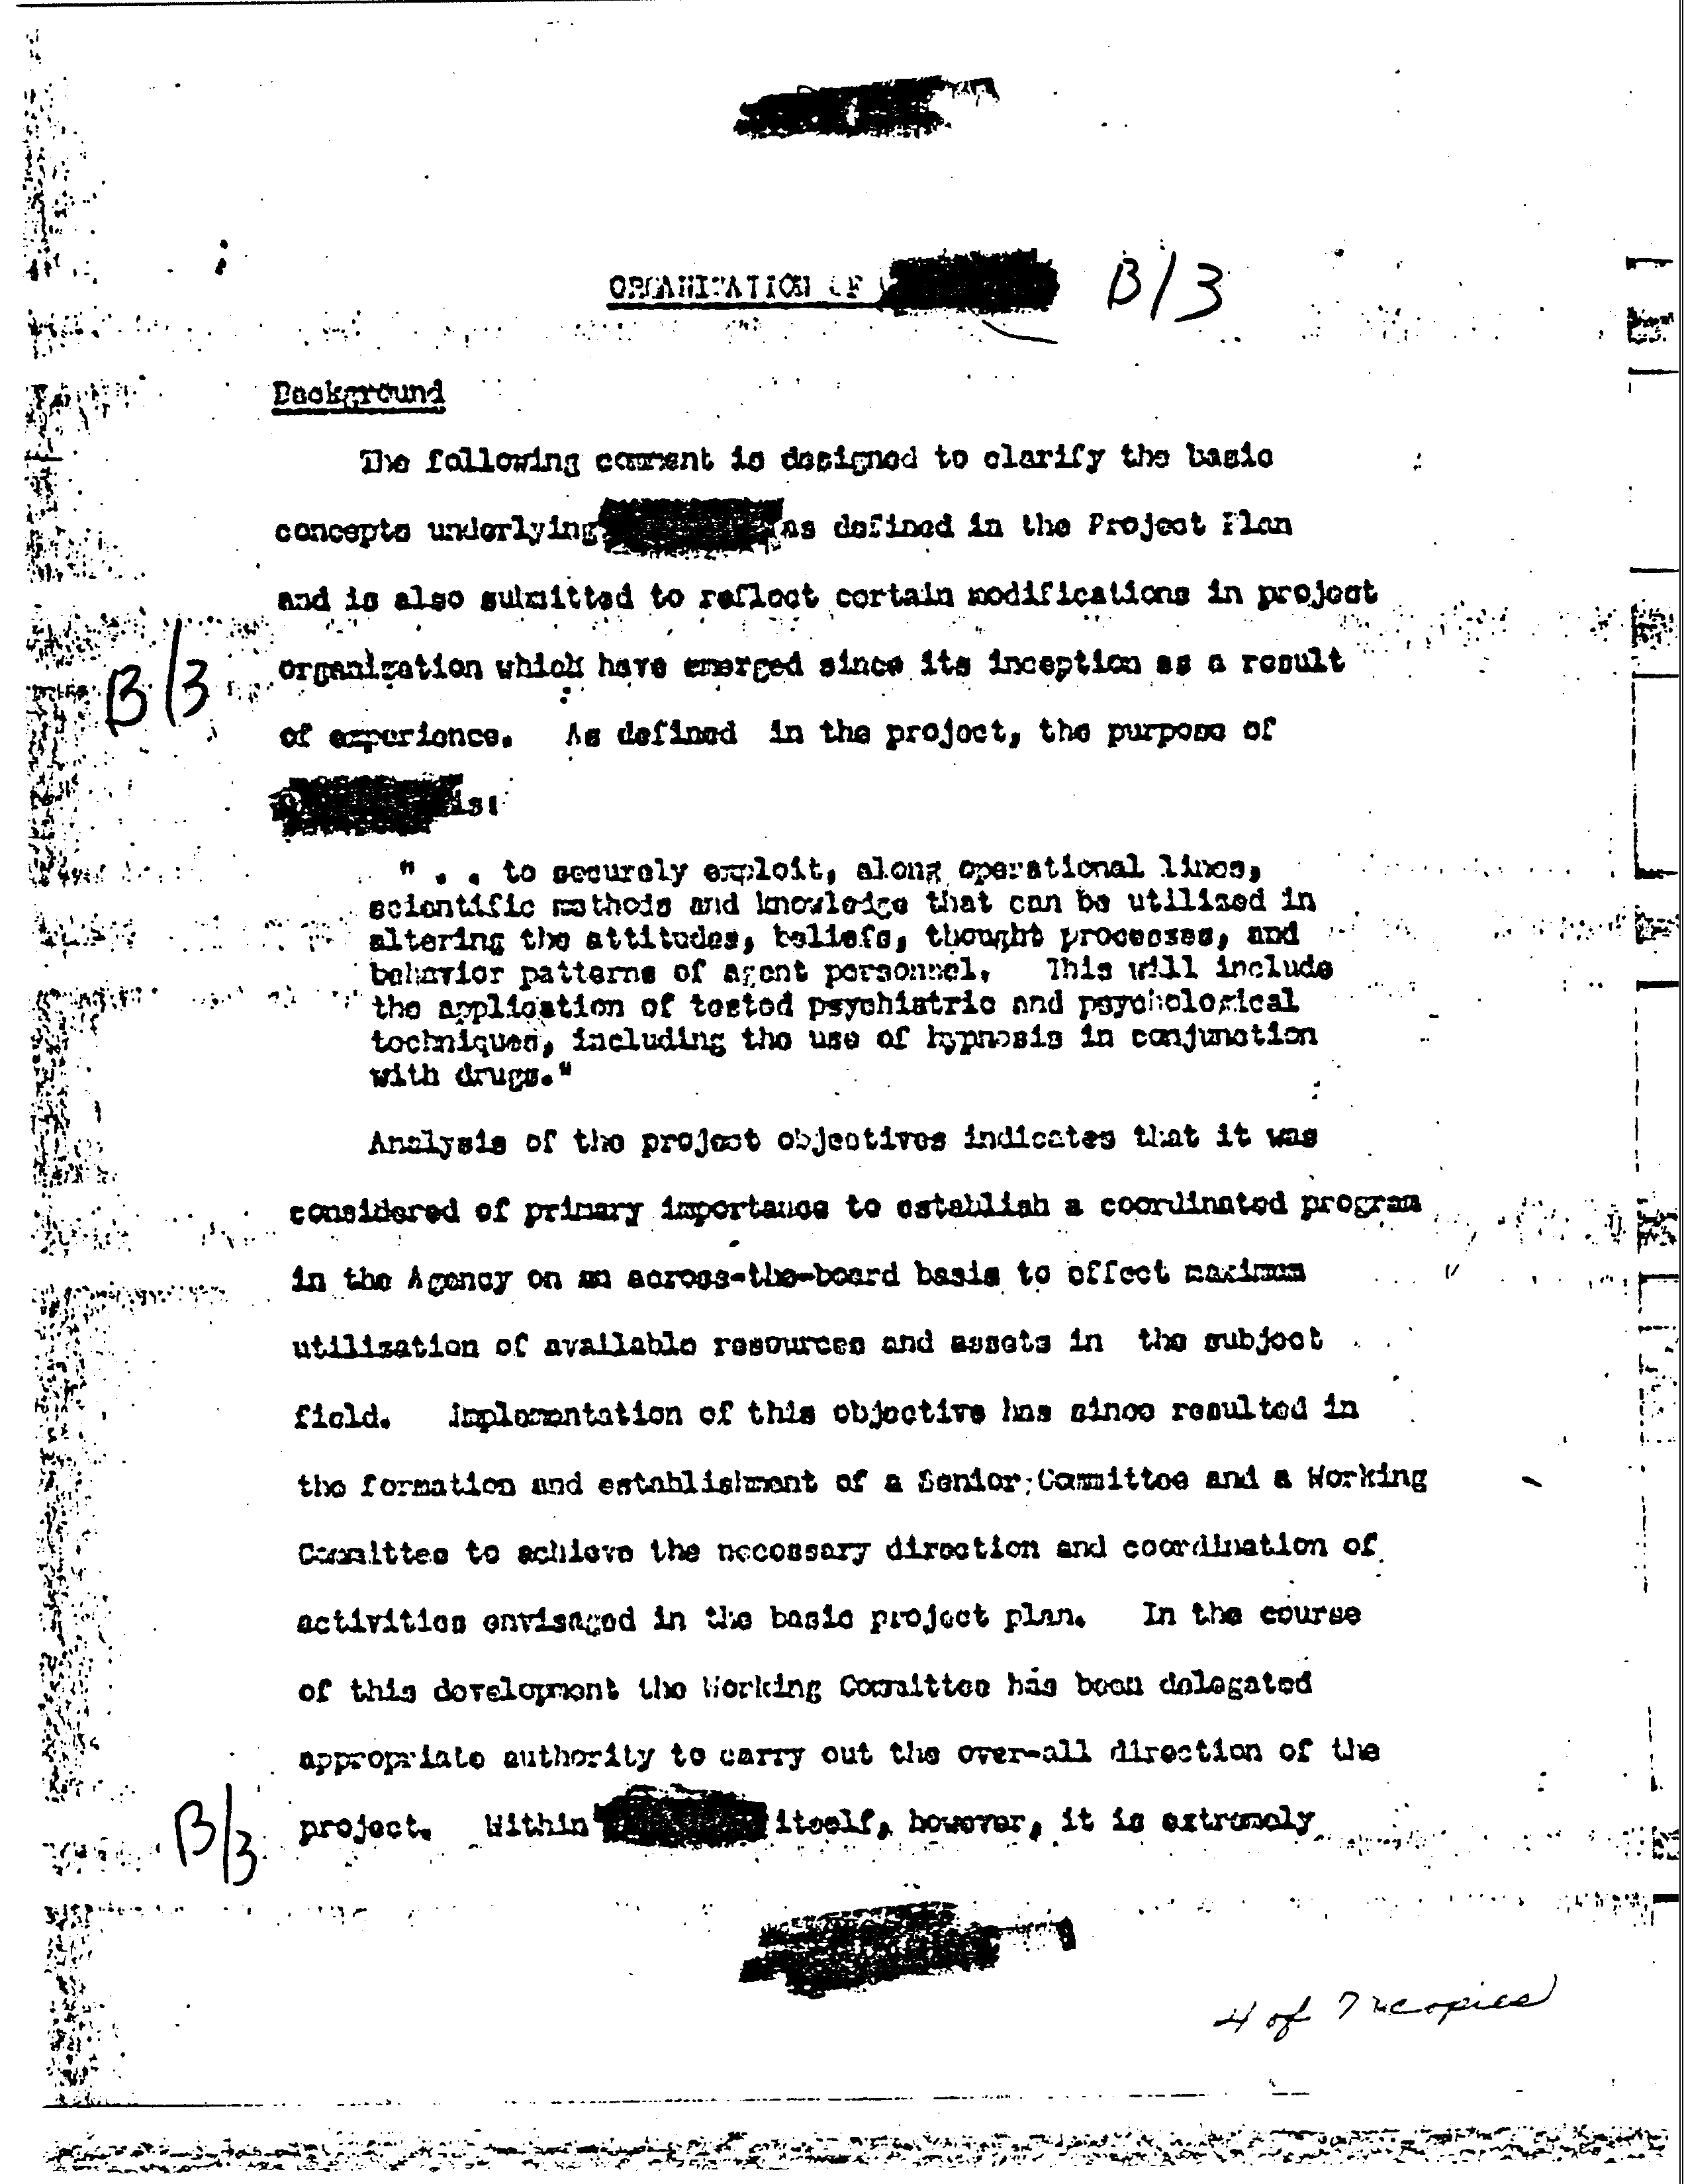 ORGANIZATION OF
B/3
Background
The following comment is designed to clarify the basic
concepts underlying as defined in the Project Plan
and is also submitted to reflect certain modifications in project
organization which have emerged since its inception as a result
B/3
of experience. As defined in the project, the purpose of
is:
" . . to securely exploit, along operational lines,
scientific methods and knowledge that can be utilized in
altering the attitudes, beliefs, thought processes, and
behavior patterns of agent personnel. This will include
the application of tested psychiatric and psychological
techniques, including the use of hypnosis in conjunction
with drugs."
Analysis of the project objectives indicates that it was
considered of primary importance to establish a coordinated program
in the Agency on an across-the-board basis to effect maximum
utilization of available resources and assets in the subject
field. Implementation of this objective has since resulted in
the formation and establishment of a Senior Committee and a Working
Committee to achieve the necessary direction and coordination of
activities envisaged in the basic project plan. In the course
of this development the Working Committee has been delegated
appropriate authority to carry out the over-all direction of the
B/3
project. Within itself, however, it is extremely
4 of 7 copies